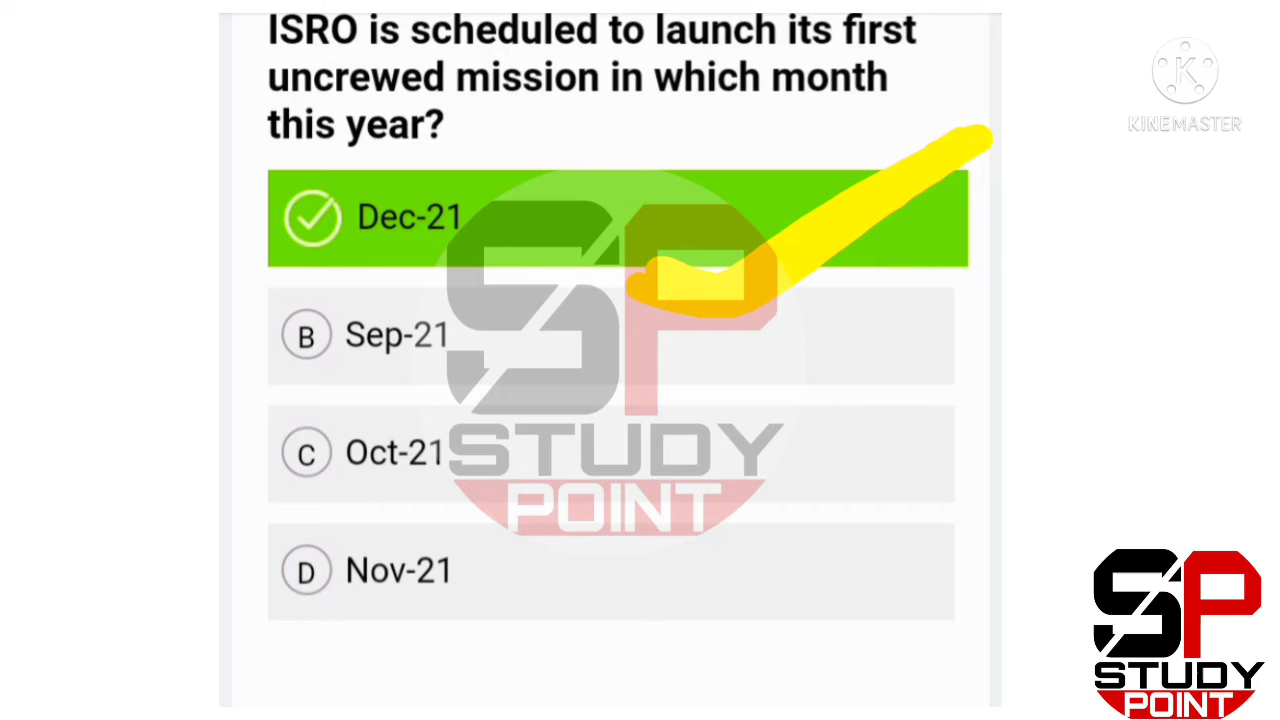 ISRO is scheduled to launch its first
uncrewed mission in which month
this year?
Dec-21
B Sep-21
C Oct-21
D Nov-21
SP
STUDY
POINT
K
KINEMASTER
SP
STUDY
POINT